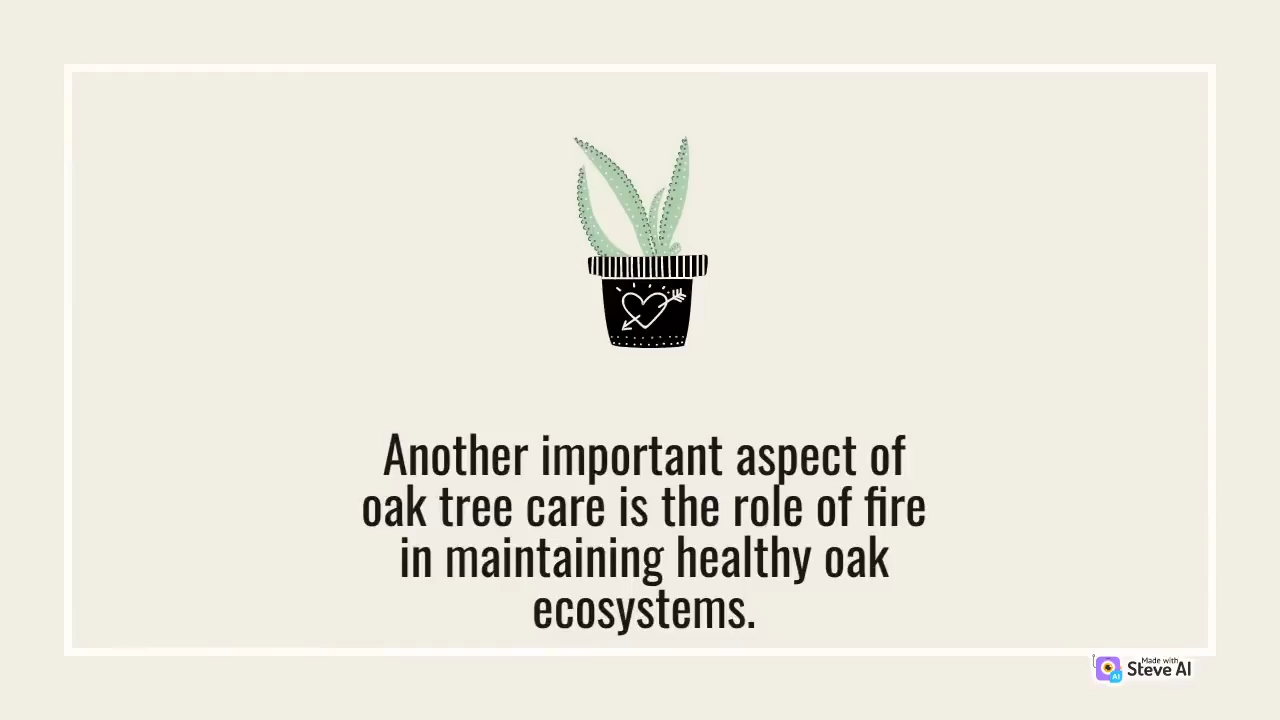 Another important aspect of
oak tree care is the role of fire
in maintaining healthy oak
ecosystems.
Made with
Steve AI
AI